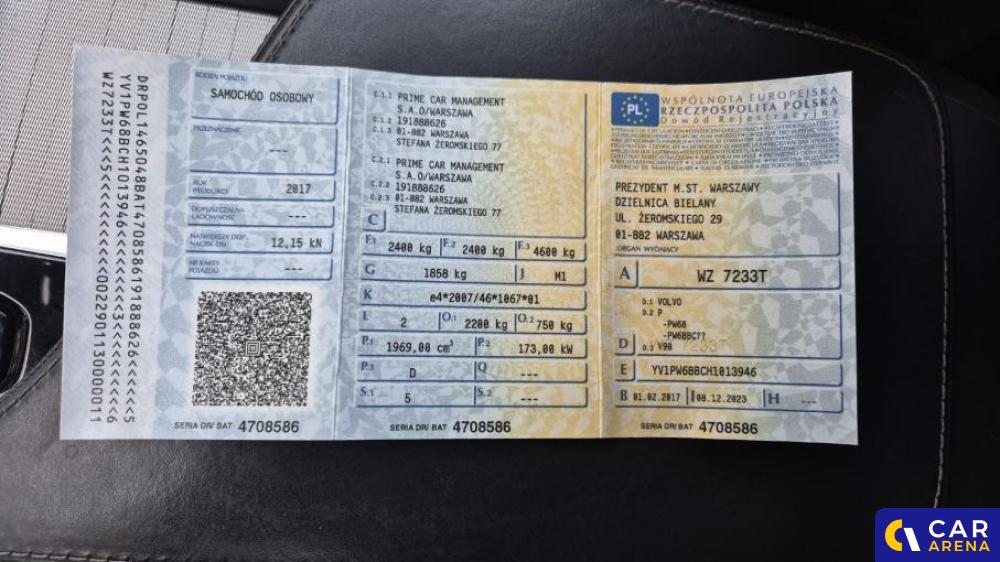 DRPOL1465048BAT4708586191888626<<<<<<5
YV1PW68BCH1013946<<<<<<<<<3<<<<<<<<<<<
WZ7233T<<5<<<<<<<<<<0022901130000011
RODZAJ POJAZDU
SAMOCHÓD OSOBOWY
PRZEZNACZENIE
---
ROK PRODUKCJI
2017
DOPUSZCZALNA ŁADOWNOŚĆ
---
NAJWIĘKSZY DOP. NACISK OSI
12,15 kN
NR KARTY POJAZDU
---
SERIA DR/ BAT 4708586
C.1.1 PRIME CAR MANAGEMENT
S.A.O/WARSZAWA
C.1.2 191888626
C.1.3 01-882 WARSZAWA
STEFANA ŻEROMSKIEGO 77
C.2.1 PRIME CAR MANAGEMENT
S.A.O/WARSZAWA
C.2.2 191888626
C.2.3 01-882 WARSZAWA
STEFANA ŻEROMSKIEGO 77
C
F.1 2400 kg F.2 2400 kg F.3 4600 kg
G 1858 kg J M1
K e4*2007/46*1067*01
L 2 O.1 2200 kg O.2 750 kg
P.1 1969,00 cm³ P.2 173,00 kW
P.3 D Q ---
S.1 5 S.2 ---
SERIA DR/ BAT 4708586
PL
WSPÓLNOTA EUROPEJSKA
RZECZPOSPOLITA POLSKA
Dowód Rejestracyjny
PREZYDENT M.ST. WARSZAWY
DZIELNICA BIELANY
UL. ŻEROMSKIEGO 29
01-882 WARSZAWA
ORGAN WYDAJĄCY
A WZ 7233T
D.1 VOLVO
D.2 P
-PW68
-PW68BC??
D D.3 V90
E YV1PW68BCH1013946
B 01.02.2017 I 08.12.2023 H ---
SERIA DR/ BAT 4708586
CAR
ARENA